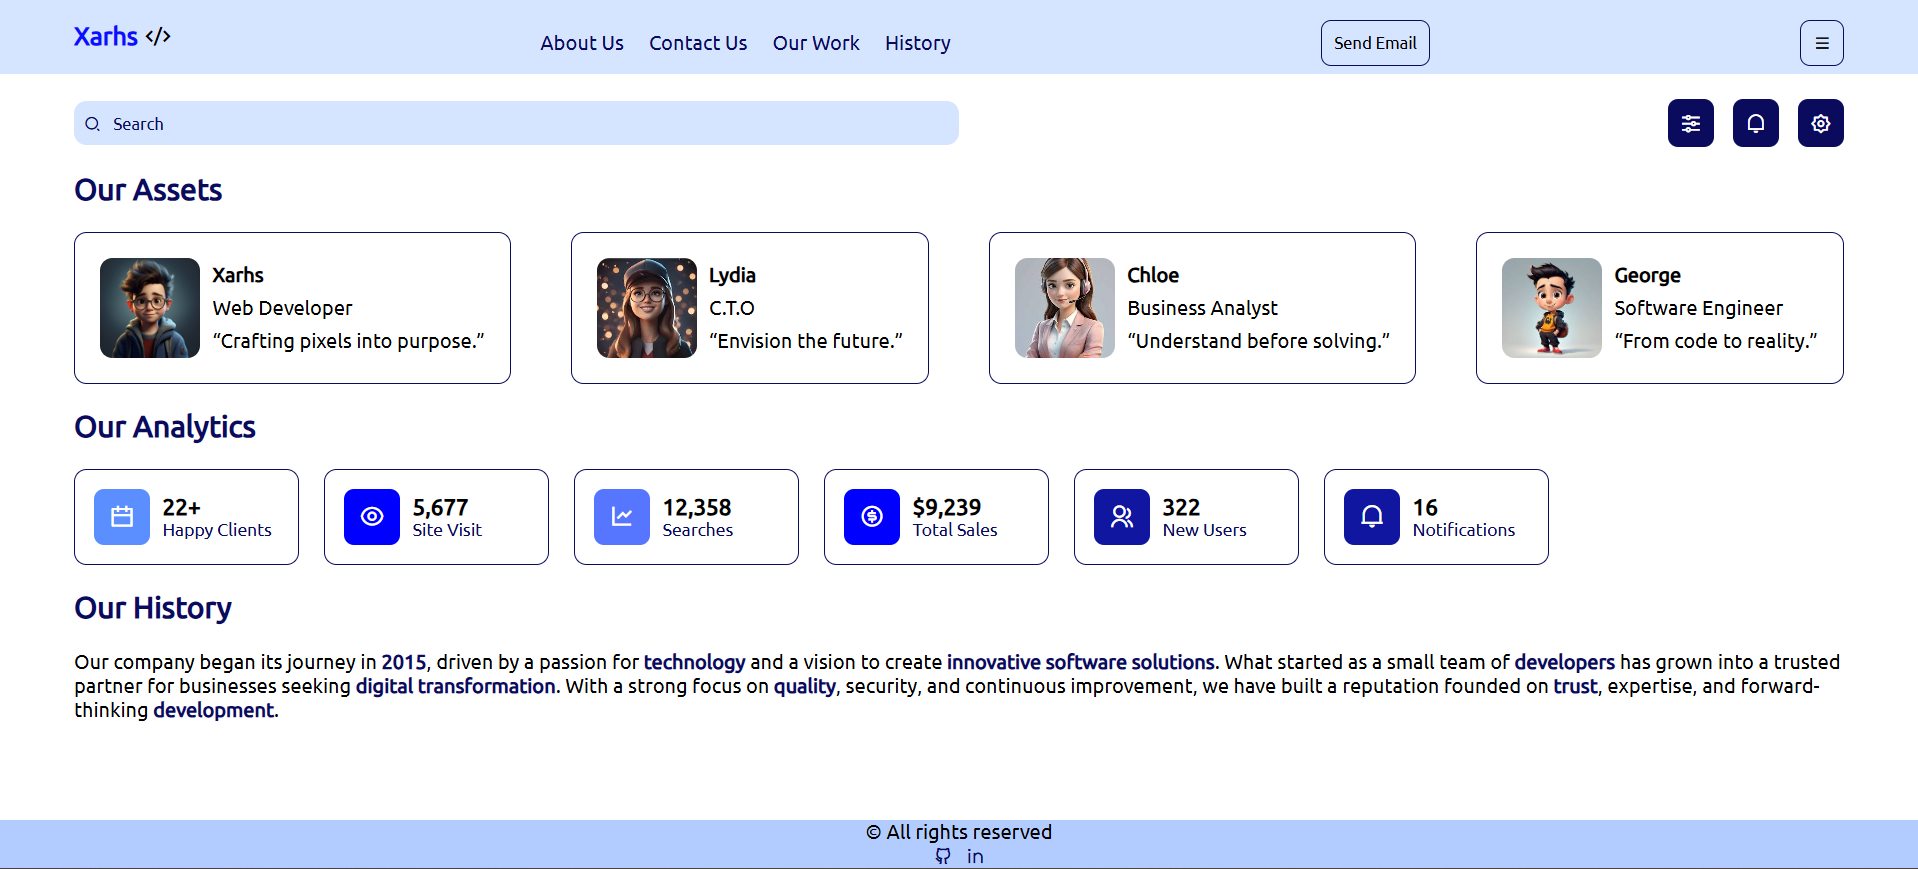 Xarhs </>
About Us Contact Us Our Work History
Send Email
Search
Our Assets
Xarhs
Web Developer
“Crafting pixels into purpose.”
Lydia
C.T.O
“Envision the future.”
Chloe
Business Analyst
“Understand before solving.”
George
Software Engineer
“From code to reality.”
Our Analytics
22+
Happy Clients
5,677
Site Visit
12,358
Searches
$9,239
Total Sales
322
New Users
16
Notifications
Our History
Our company began its journey in 2015, driven by a passion for technology and a vision to create innovative software solutions. What started as a small team of developers has grown into a trusted
partner for businesses seeking digital transformation. With a strong focus on quality, security, and continuous improvement, we have built a reputation founded on trust, expertise, and forward-
thinking development.
© All rights reserved
in